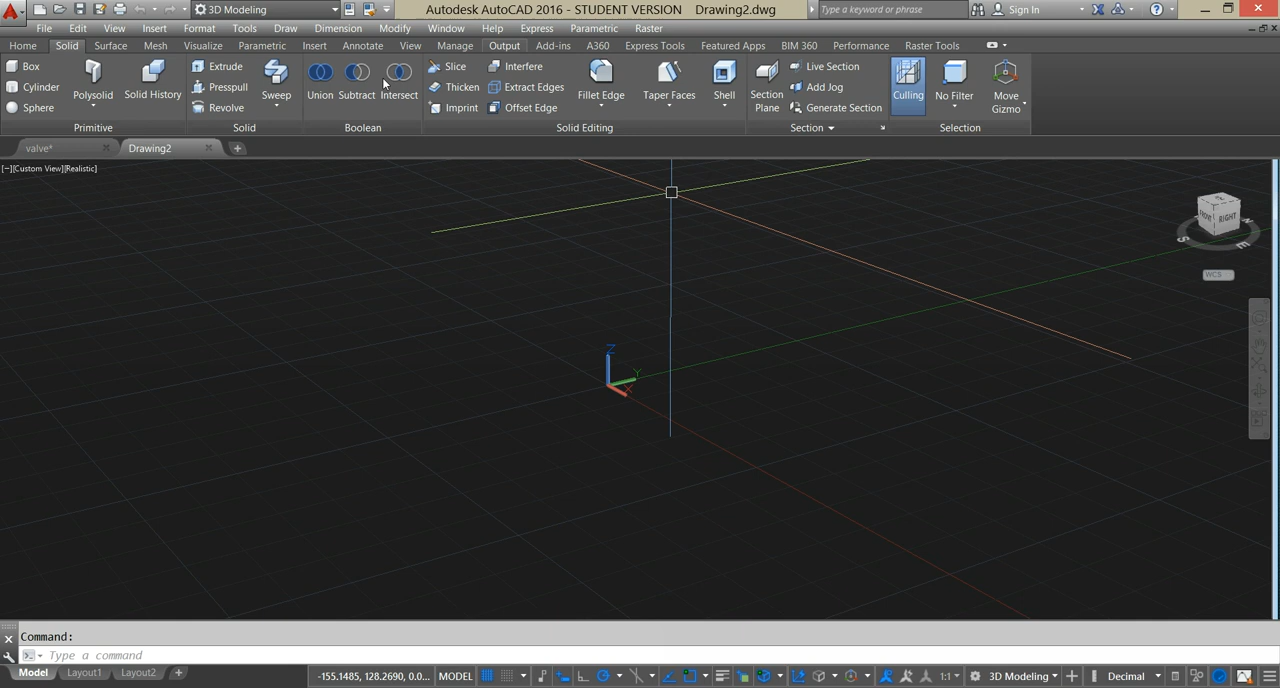 3D Modeling Autodesk AutoCAD 2016 - STUDENT VERSION Drawing2.dwg Type a keyword or phrase Sign In
File Edit View Insert Format Tools Draw Dimension Modify Window Help Express Parametric Raster
Home Solid Surface Mesh Visualize Parametric Insert Annotate View Manage Output Add-ins A360 Express Tools Featured Apps BIM 360 Performance Raster Tools
Box
Cylinder
Sphere
Polysolid
Solid History
Primitive
Extrude
Presspull
Revolve
Sweep
Solid
Union Subtract Intersect
Boolean
Slice
Thicken
Imprint
Interfere
Extract Edges
Offset Edge
Fillet Edge
Taper Faces
Shell
Solid Editing
Section
Plane
Live Section
Add Jog
Generate Section
Section
Culling
No Filter
Move
Gizmo
Selection
valve* Drawing2
[−][Custom View][Realistic]
FRONT RIGHT
S E
WCS
Z
Y
X
Command:
Type a command
Model Layout1 Layout2 -155.1485, 128.2690, 0.0... MODEL 1:1 3D Modeling Decimal